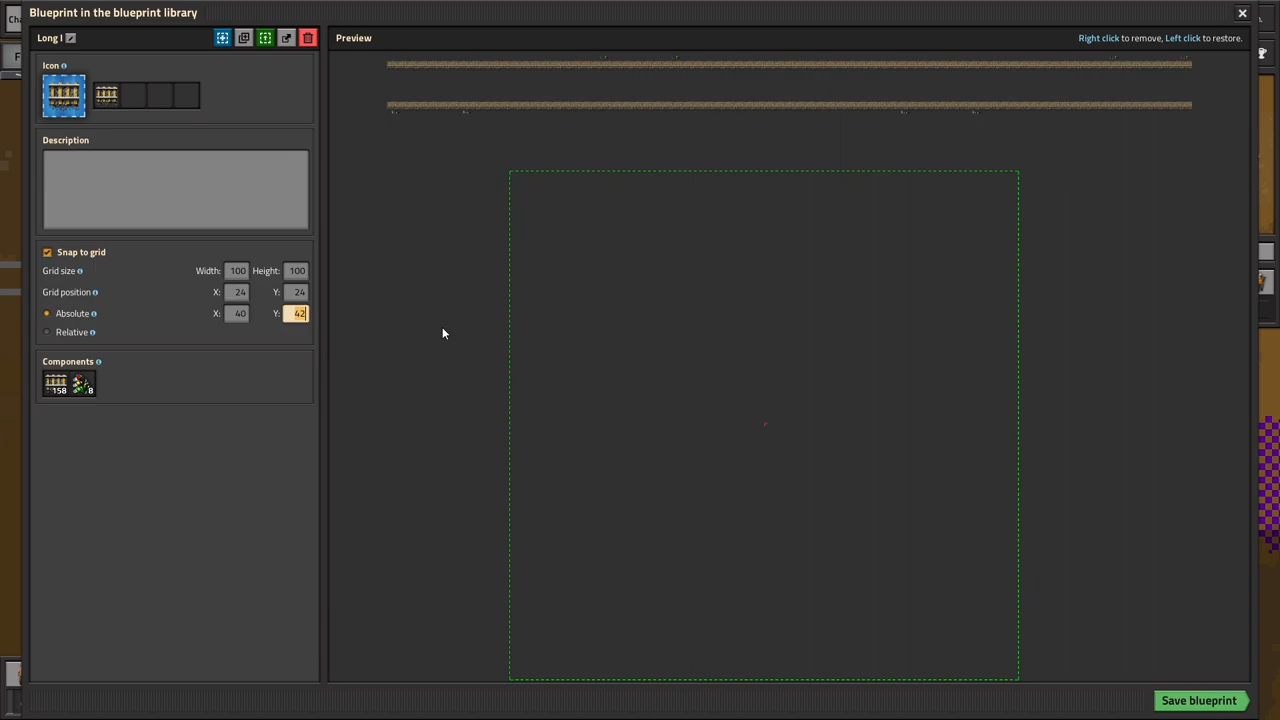 Blueprint in the blueprint library
Long I
Preview
Right click to remove, Left click to restore.
Icon
Description
Snap to grid
Grid size Width: 100 Height: 100
Grid position X: 24 Y: 24
Absolute X: 40 Y: 42
Relative
Components
158 8
Save blueprint